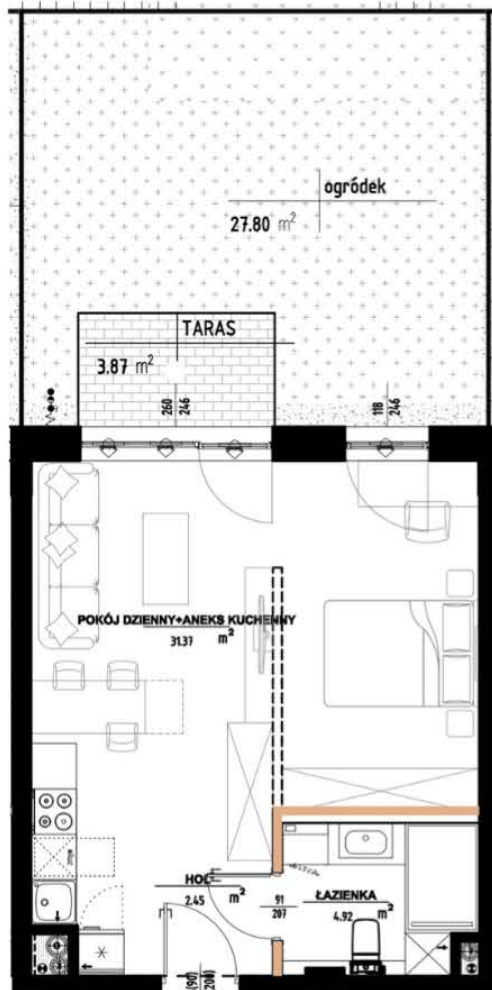 ogródek
27.80 m²
TARAS
3.87 m²
260
246
118
246
POKÓJ DZIENNY+ANEKS KUCHENNY
31.37 m²
HOL
2.45 m²
91
207
ŁAZIENKA
4.92 m²
(90)
(200)